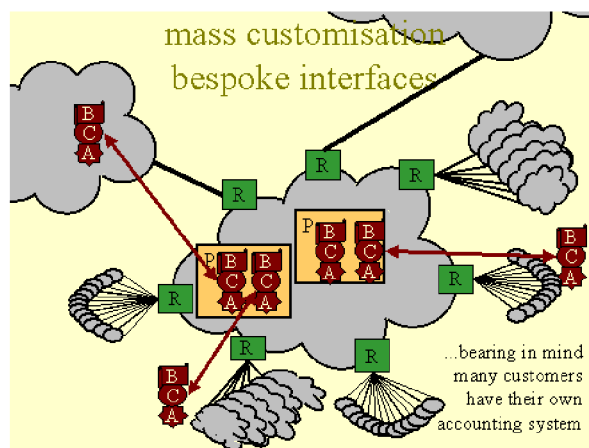 mass customisation
bespoke interfaces
B
C
A
R
R
R
P
B
B
C
C
A
A
B
C
A
P
B
B
C
C
A
A
R
R
R
R
B
C
A
...bearing in mind
many customers
have their own
accounting system